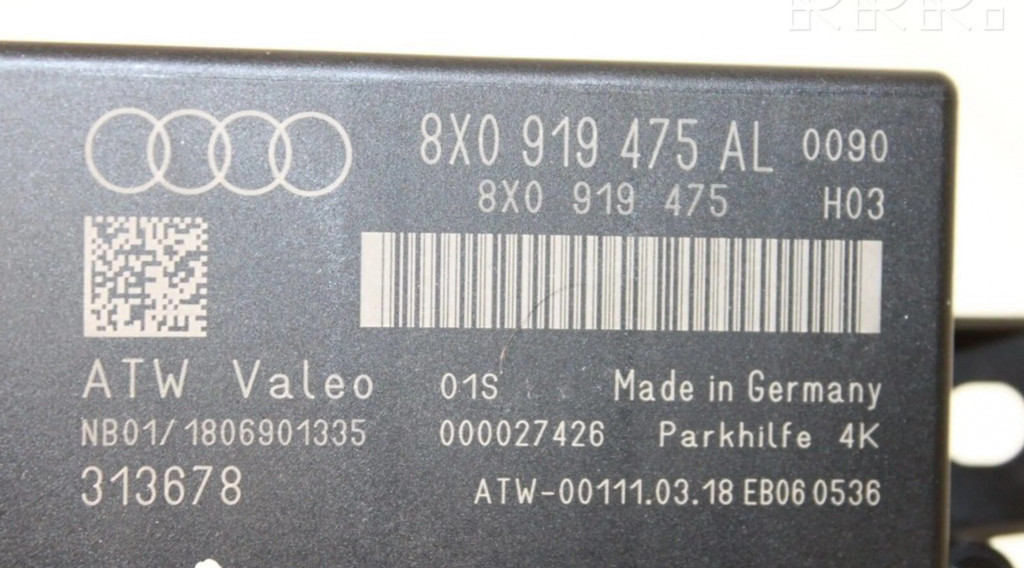 8X0 919 475 AL 0090
8X0 919 475 H03
ATW Valeo 01S Made in Germany
NB01/1806901335 000027426 Parkhilfe 4K
313678 ATW-00111.03.18 EB06 0536